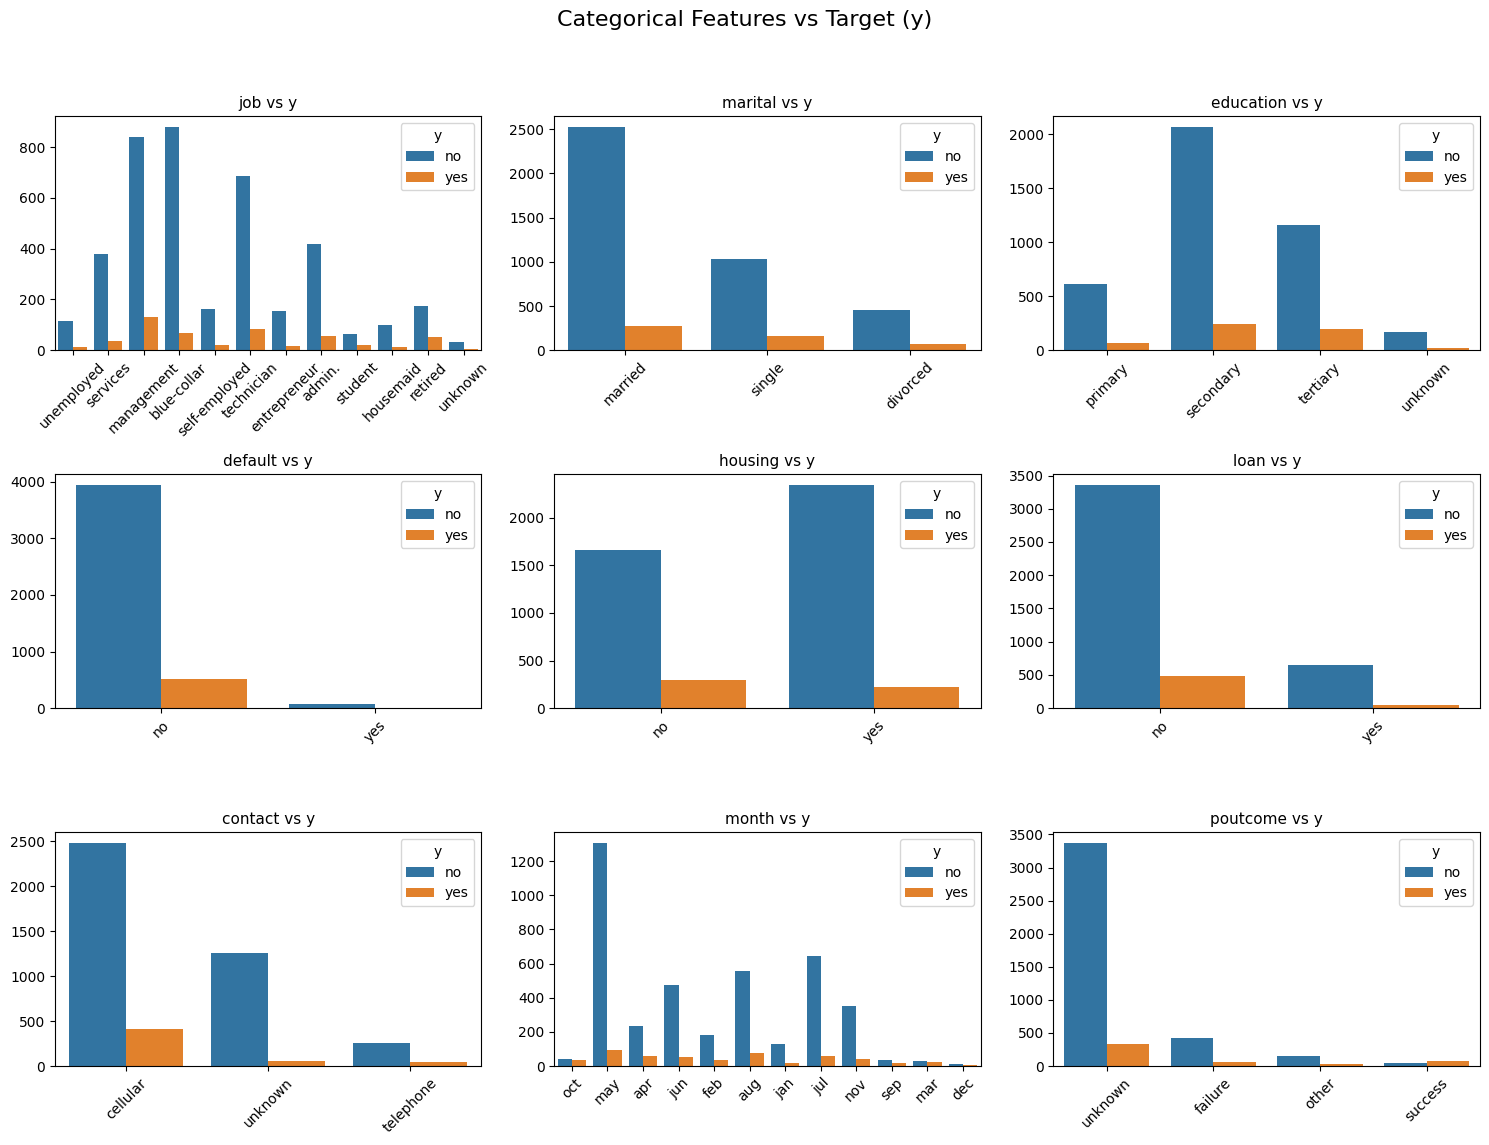 Categorical Features vs Target (y)
job vs y
800
600
400
200
0
y
no
yes
unemployed
services
management
blue-collar
self-employed
technician
entrepreneur
admin.
student
housemaid
retired
unknown
marital vs y
2500
2000
1500
1000
500
0
y
no
yes
married
single
divorced
education vs y
2000
1500
1000
500
0
y
no
yes
primary
secondary
tertiary
unknown
default vs y
4000
3000
2000
1000
0
y
no
yes
no
yes
housing vs y
2000
1500
1000
500
0
y
no
yes
no
yes
loan vs y
3500
3000
2500
2000
1500
1000
500
0
y
no
yes
no
yes
contact vs y
2500
2000
1500
1000
500
0
y
no
yes
cellular
unknown
telephone
month vs y
1200
1000
800
600
400
200
0
y
no
yes
oct
may
apr
jun
feb
aug
jan
jul
nov
sep
mar
dec
poutcome vs y
3500
3000
2500
2000
1500
1000
500
0
y
no
yes
unknown
failure
other
success